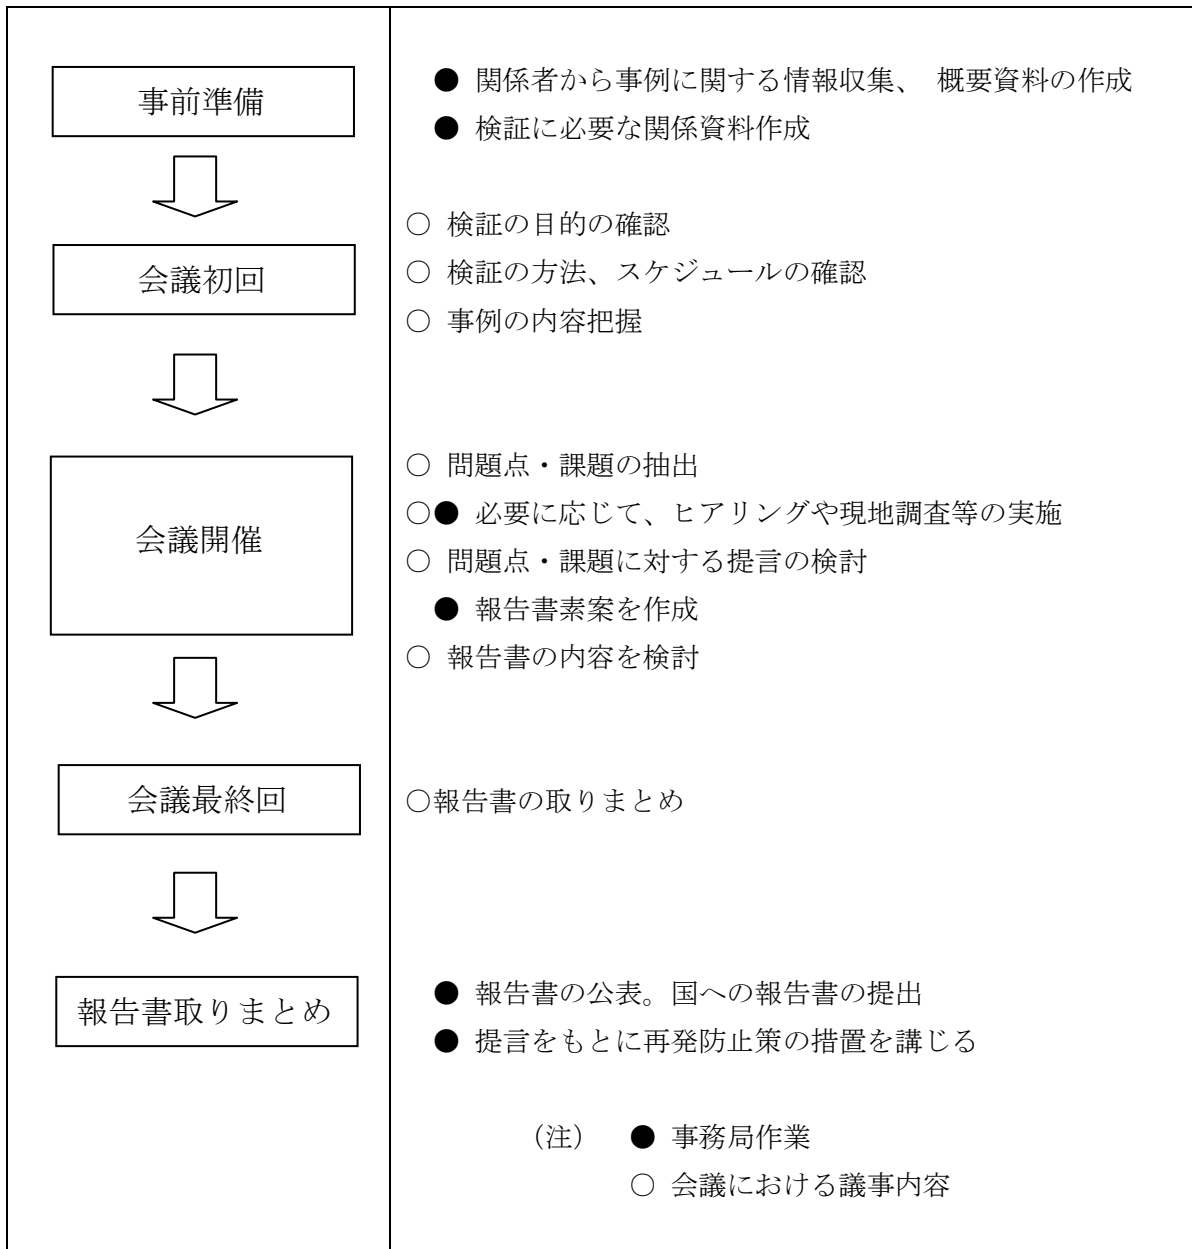 事前準備
● 関係者から事例に関する情報収集、 概要資料の作成
● 検証に必要な関係資料作成
会議初回
○ 検証の目的の確認
○ 検証の方法、スケジュールの確認
○ 事例の内容把握
会議開催
○ 問題点・課題の抽出
○● 必要に応じて、ヒアリングや現地調査等の実施
○ 問題点・課題に対する提言の検討
● 報告書素案を作成
○ 報告書の内容を検討
会議最終回
○報告書の取りまとめ
報告書取りまとめ
● 報告書の公表。国への報告書の提出
● 提言をもとに再発防止策の措置を講じる
（注） ● 事務局作業
○ 会議における議事内容